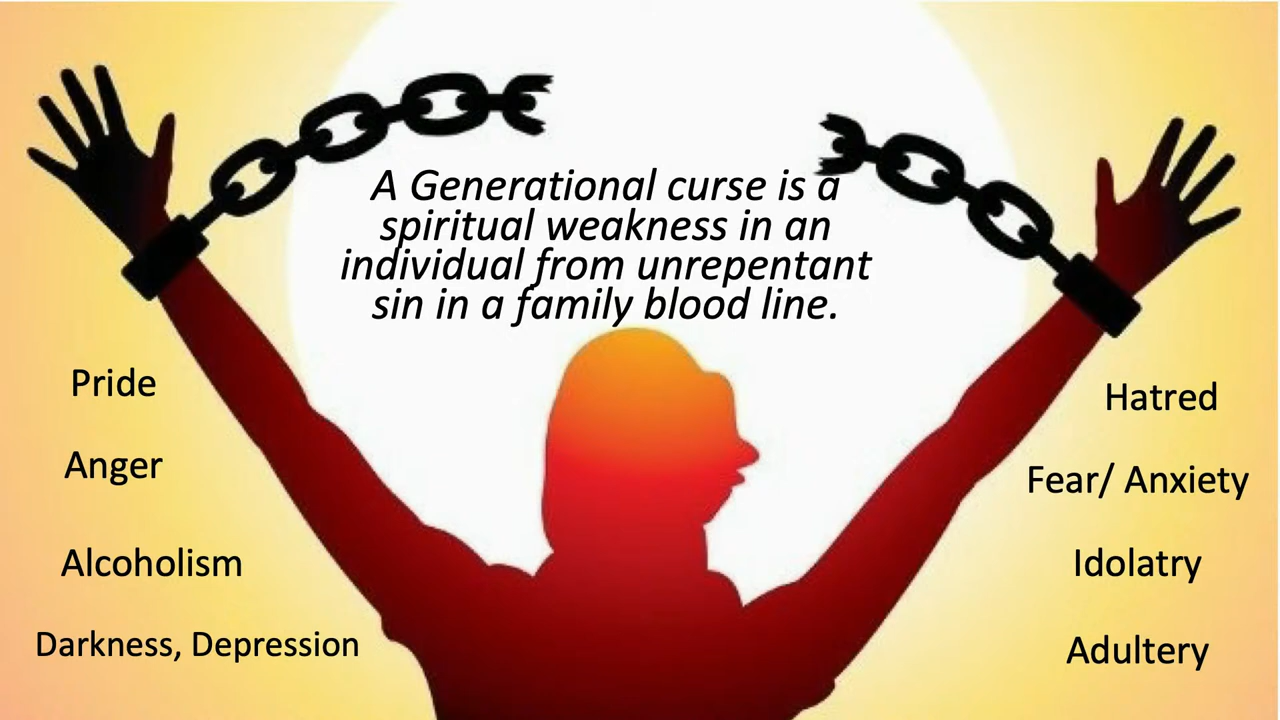 A Generational curse is a
spiritual weakness in an
individual from unrepentant
sin in a family blood line.
Pride
Anger
Alcoholism
Darkness, Depression
Hatred
Fear/ Anxiety
Idolatry
Adultery